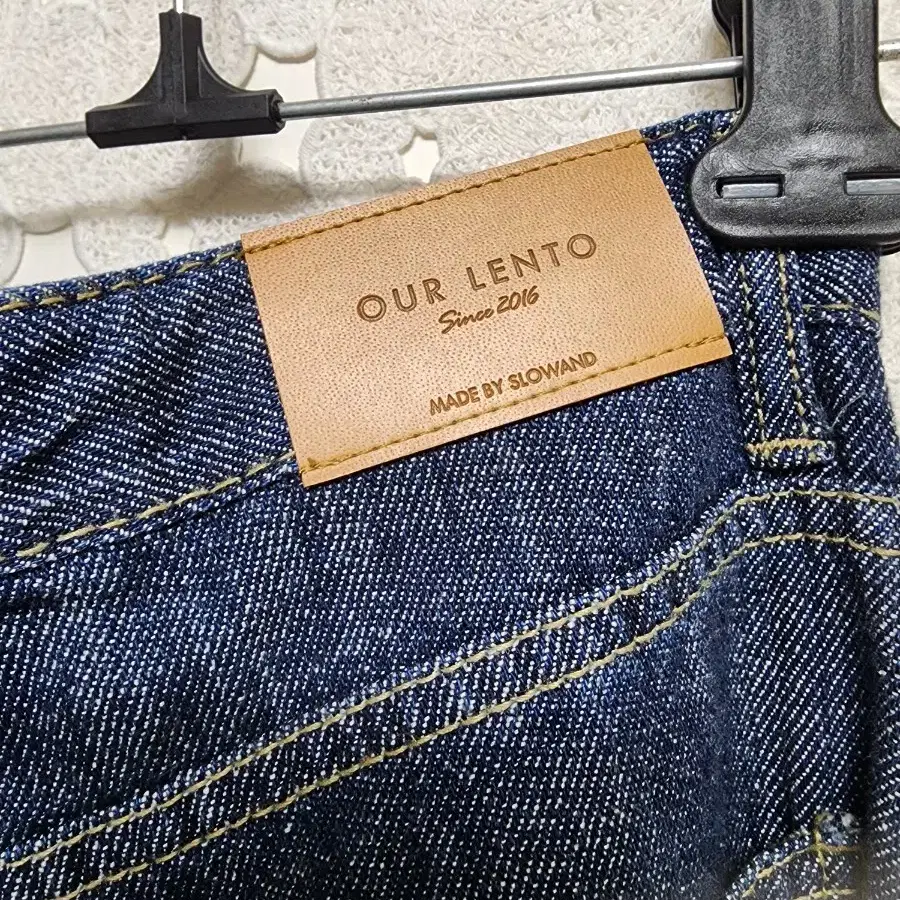 OUR LENTO
Since 2016
MADE BY SLOWAND